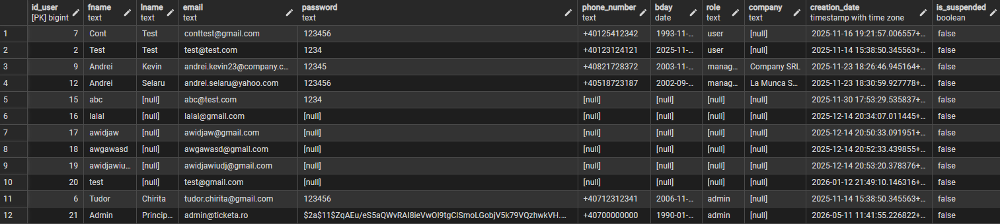 id_user fname lname email password phone_number bday role company creation_date is_suspended
[PK] bigint text text text text text date text text timestamp with time zone boolean
1 7 Cont Test conttest@gmail.com 123456 +40125412342 1993-11-... user [null] 2025-11-16 19:21:57.006557+... false
2 2 Test Test test@test.com 1234 +40123124121 2025-11-... user [null] 2025-11-14 15:38:50.345563+... false
3 9 Andrei Kevin andrei.kevin23@company.c... 12345 +40821728372 2003-11-... manag... Company SRL 2025-11-23 18:26:46.945164+... false
4 12 Andrei Selaru andrei.selaru@yahoo.com 123456 +40518723187 2002-09-... manag... La Munca S... 2025-11-23 18:30:59.927778+... false
5 15 abc [null] abc@test.com 1234 [null] [null] [null] [null] 2025-11-30 17:53:29.535837+... false
6 16 lalal [null] lalal@gmail.com [null] [null] [null] [null] [null] 2025-12-14 20:34:07.011445+... false
7 17 awidjaw [null] awidjaw@gmail.com [null] [null] [null] [null] [null] 2025-12-14 20:50:33.091951+... false
8 18 awgawasd [null] awgawasd@gmail.com [null] [null] [null] [null] [null] 2025-12-14 20:52:33.439855+... false
9 19 awidjawiu... [null] awidjawiudj@gmail.com [null] [null] [null] [null] [null] 2025-12-14 20:53:20.378376+... false
10 20 test [null] test@gmail.com [null] [null] [null] [null] [null] 2026-01-12 21:49:10.146316+... false
11 6 Tudor Chirita tudor.chirita@gmail.com 123456 +40712312341 2006-11-... admin [null] 2025-11-14 15:38:50.345563+... false
12 21 Admin Princip... admin@ticketa.ro $2a$11$ZqAEu/eS5aQWvRAI8ieVwOI9tgClSmoLGobjV5k79VQzhwkVH.... +40700000000 1990-01-... admin [null] 2026-05-11 11:41:55.226822+... false